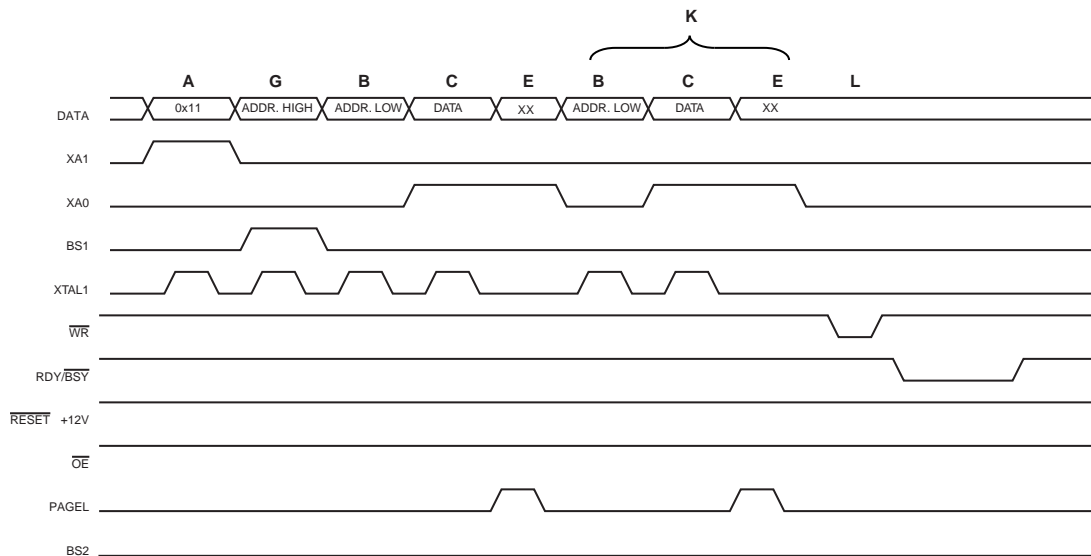 K
A G B C E B C E L
DATA 0x11 ADDR. HIGH ADDR. LOW DATA XX ADDR. LOW DATA XX
XA1
XA0
BS1
XTAL1
WR
RDY/BSY
RESET +12V
OE
PAGEL
BS2